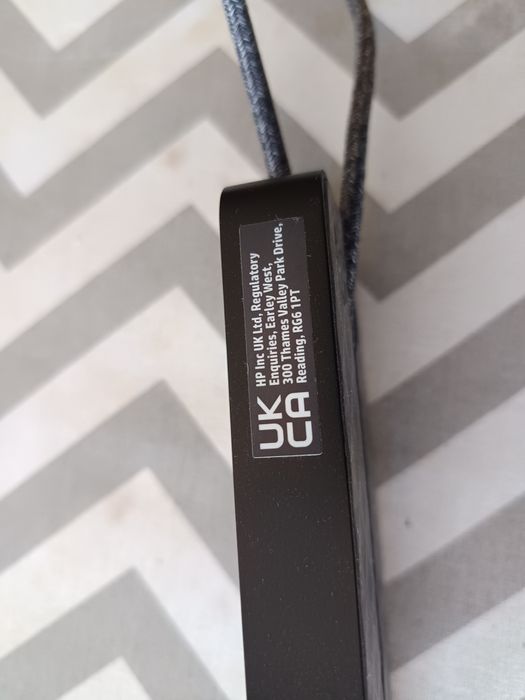 UK
CA
HP Inc UK Ltd, Regulatory
Enquiries, Earley West,
300 Thames Valley Park Drive,
Reading, RG6 1PT